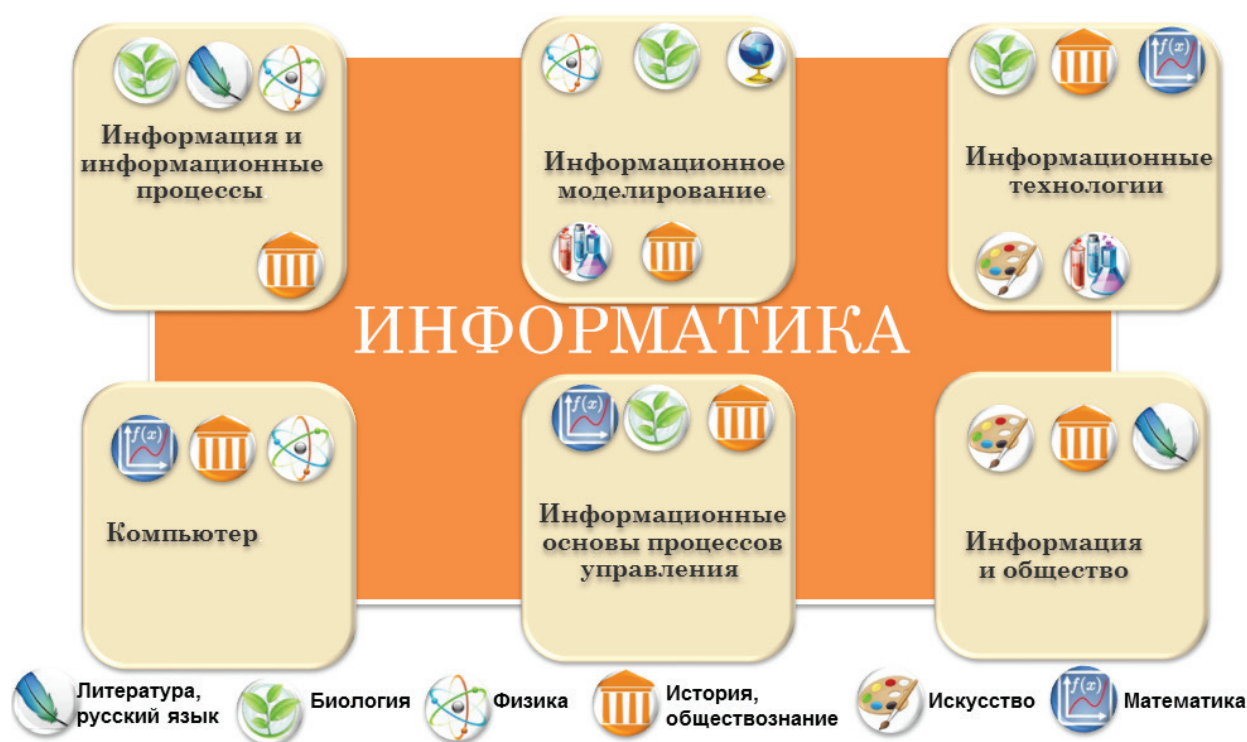 Информация и
информационные
процессы
Информационное
моделирование
f(x)
Информационные
технологии
ИНФОРМАТИКА
f(x)
Компьютер
f(x)
Информационные
основы процессов
управления
Информация
и общество
Литература,
русский язык
Биология
Физика
История,
обществознание
Искусство
f(x)
Математика